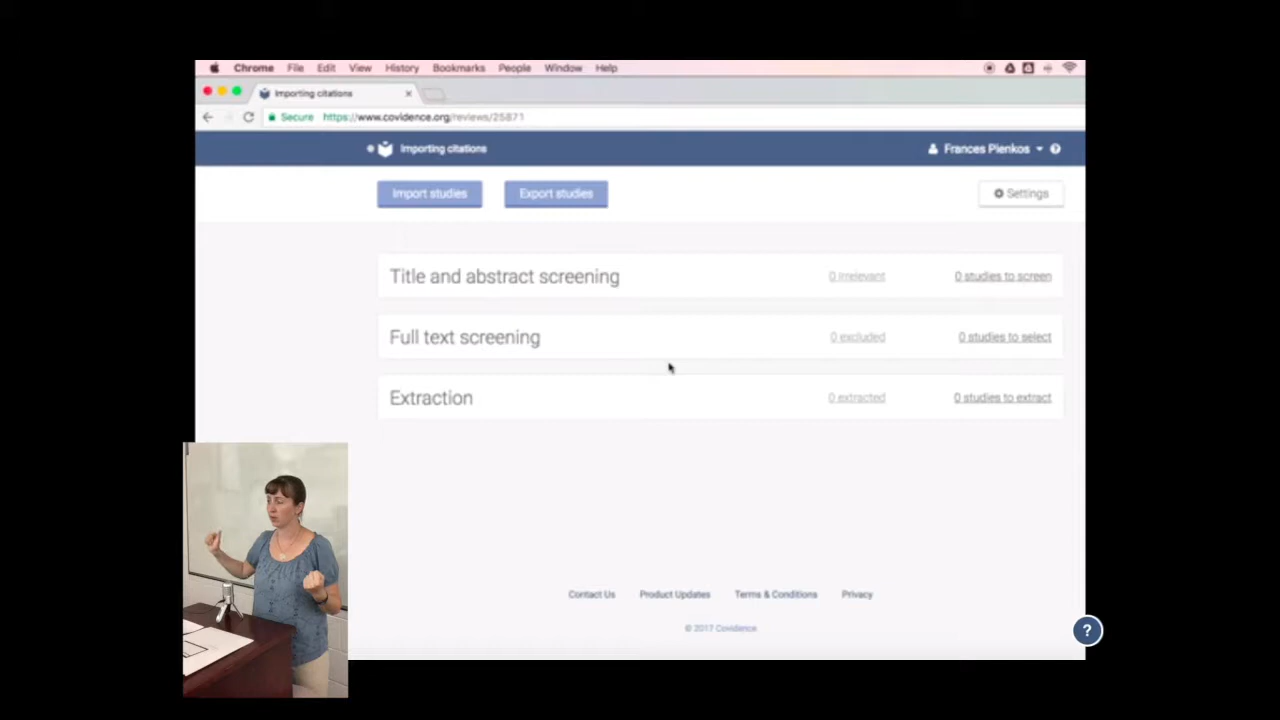 Chrome File Edit View History Bookmarks People Window Help
Importing citations
Secure https://www.covidence.org/reviews/25871
Importing citations Frances Pienkos
Import studies Export studies Settings
Title and abstract screening 0 irrelevant 0 studies to screen
Full text screening 0 excluded 0 studies to select
Extraction 0 extracted 0 studies to extract
Contact Us Product Updates Terms & Conditions Privacy
© 2017 Covidence
?